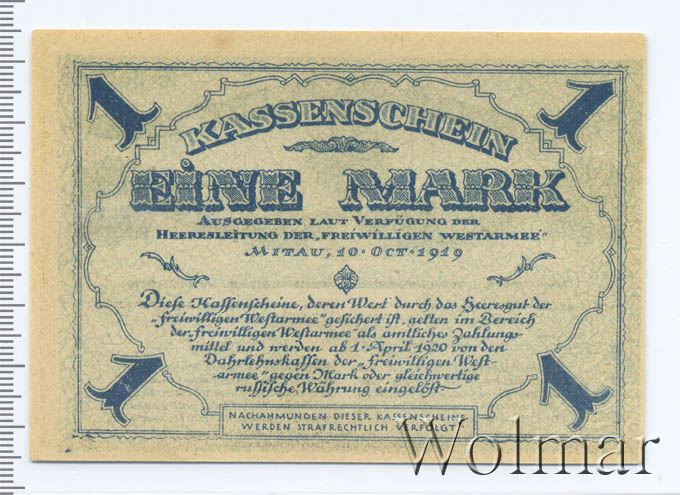 1 1
KASSENSCHEIN
EINE MARK
AUSGEGEBEN LAUT VERFÜGUNG DER
HEERESLEITUNG DER „FREIWILLIGEN WESTARMEE"
MITAU, 10. OCT. 1919
Diese Kassenscheine, deren Wert durch das Heeresgut der
„freiwilligen Westarmee" gesichert ist, gelten im Bereich
der „freiwilligen Westarmee" als amtliches Zahlungs-
mittel und werden ab 1. April 1920 von den
Darlehnskassen der „freiwilligen West-
armee" gegen Mark oder gleichwertige
russische Währung eingelöst.
1 1
NACHAHMUNGEN DIESER KASSENSCHEINE
WERDEN STRAFRECHTLICH VERFOLGT.
Wolmar